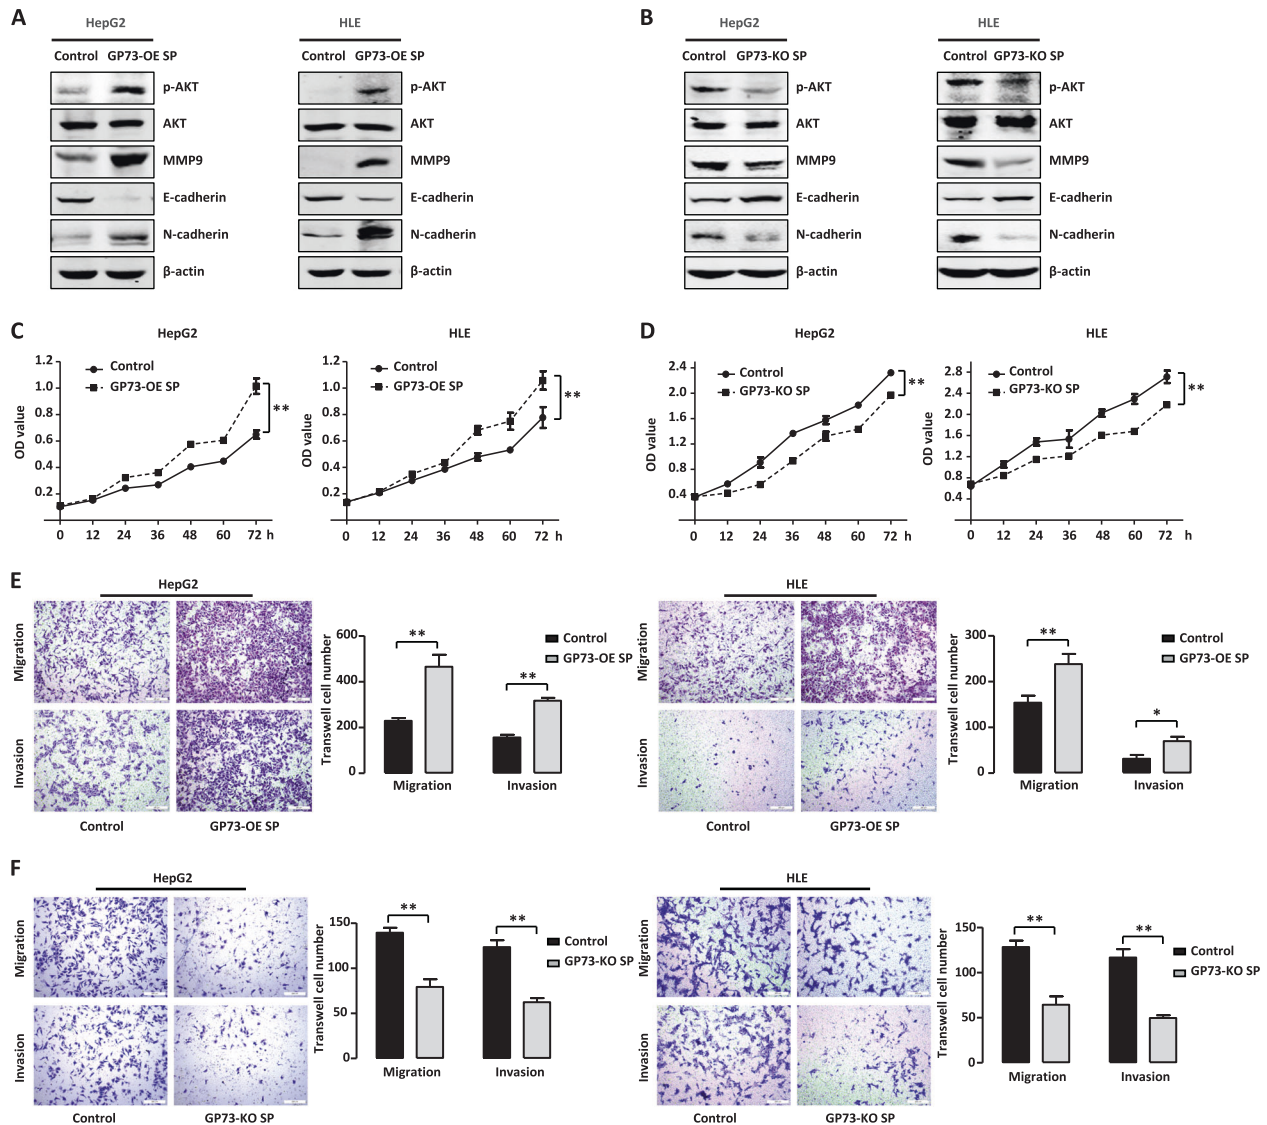 A
HepG2
HLE
Control GP73-OE SP
Control GP73-OE SP
p-AKT
p-AKT
AKT
AKT
MMP9
MMP9
E-cadherin
E-cadherin
N-cadherin
N-cadherin
β-actin
β-actin
B
HepG2
HLE
Control GP73-KO SP
Control GP73-KO SP
p-AKT
p-AKT
AKT
AKT
MMP9
MMP9
E-cadherin
E-cadherin
N-cadherin
N-cadherin
β-actin
β-actin
C
HepG2
OD value
1.2
1.0
0.8
0.6
0.4
0.2
Control
GP73-OE SP
**
0 12 24 36 48 60 72 h
HLE
OD value
1.2
1.0
0.8
0.6
0.4
0.2
Control
GP73-OE SP
**
0 12 24 36 48 60 72 h
D
HepG2
OD value
2.4
2.0
1.6
1.2
0.8
0.4
Control
GP73-KO SP
**
0 12 24 36 48 60 72 h
HLE
OD value
2.8
2.4
2.0
1.6
1.2
0.8
0.4
Control
GP73-KO SP
**
0 12 24 36 48 60 72 h
E
HepG2
Migration
Invasion
Control
GP73-OE SP
Transwell cell number
600
400
200
0
**
**
Migration
Invasion
Control
GP73-OE SP
HLE
Migration
Invasion
Control
GP73-OE SP
Transwell cell number
300
200
100
0
**
*
Migration
Invasion
Control
GP73-OE SP
F
HepG2
Migration
Invasion
Control
GP73-KO SP
Transwell cell number
150
100
50
0
**
**
Migration
Invasion
Control
GP73-KO SP
HLE
Migration
Invasion
Control
GP73-KO SP
Transwell cell number
150
100
50
0
**
**
Migration
Invasion
Control
GP73-KO SP